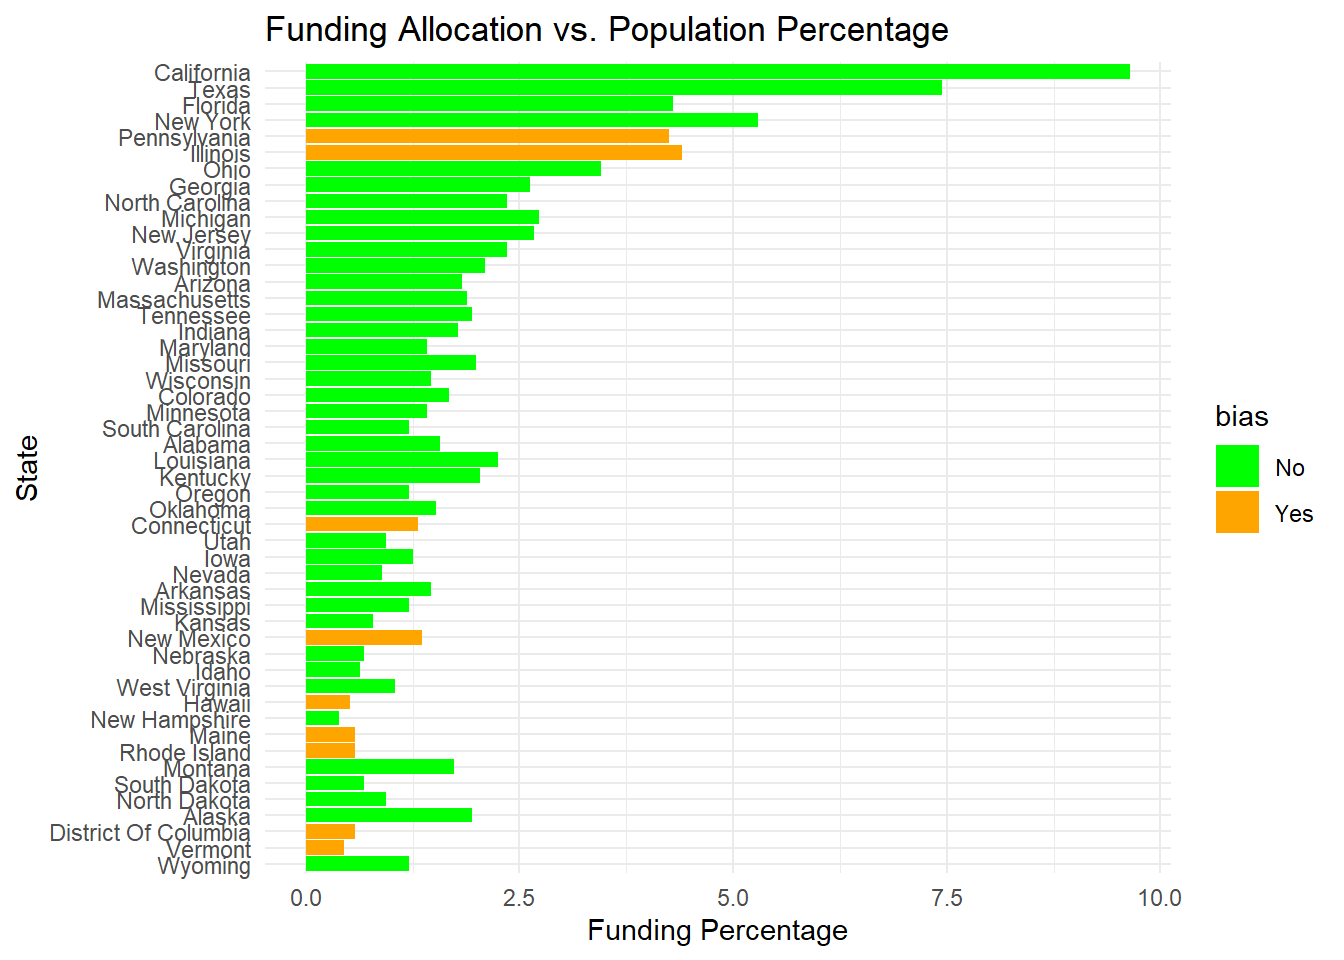 Funding Allocation vs. Population Percentage
California
Texas
Florida
New York
Pennsylvania
Illinois
Ohio
Georgia
North Carolina
Michigan
New Jersey
Virginia
Washington
Arizona
Massachusetts
Tennessee
Indiana
Maryland
Missouri
Wisconsin
Colorado
Minnesota
South Carolina
Alabama
Louisiana
Kentucky
Oregon
Oklahoma
Connecticut
Utah
Iowa
Nevada
Arkansas
Mississippi
Kansas
New Mexico
Nebraska
Idaho
West Virginia
Hawaii
New Hampshire
Maine
Rhode Island
Montana
South Dakota
North Dakota
Alaska
District Of Columbia
Vermont
Wyoming
State
0.0 2.5 5.0 7.5 10.0
Funding Percentage
bias
No
Yes